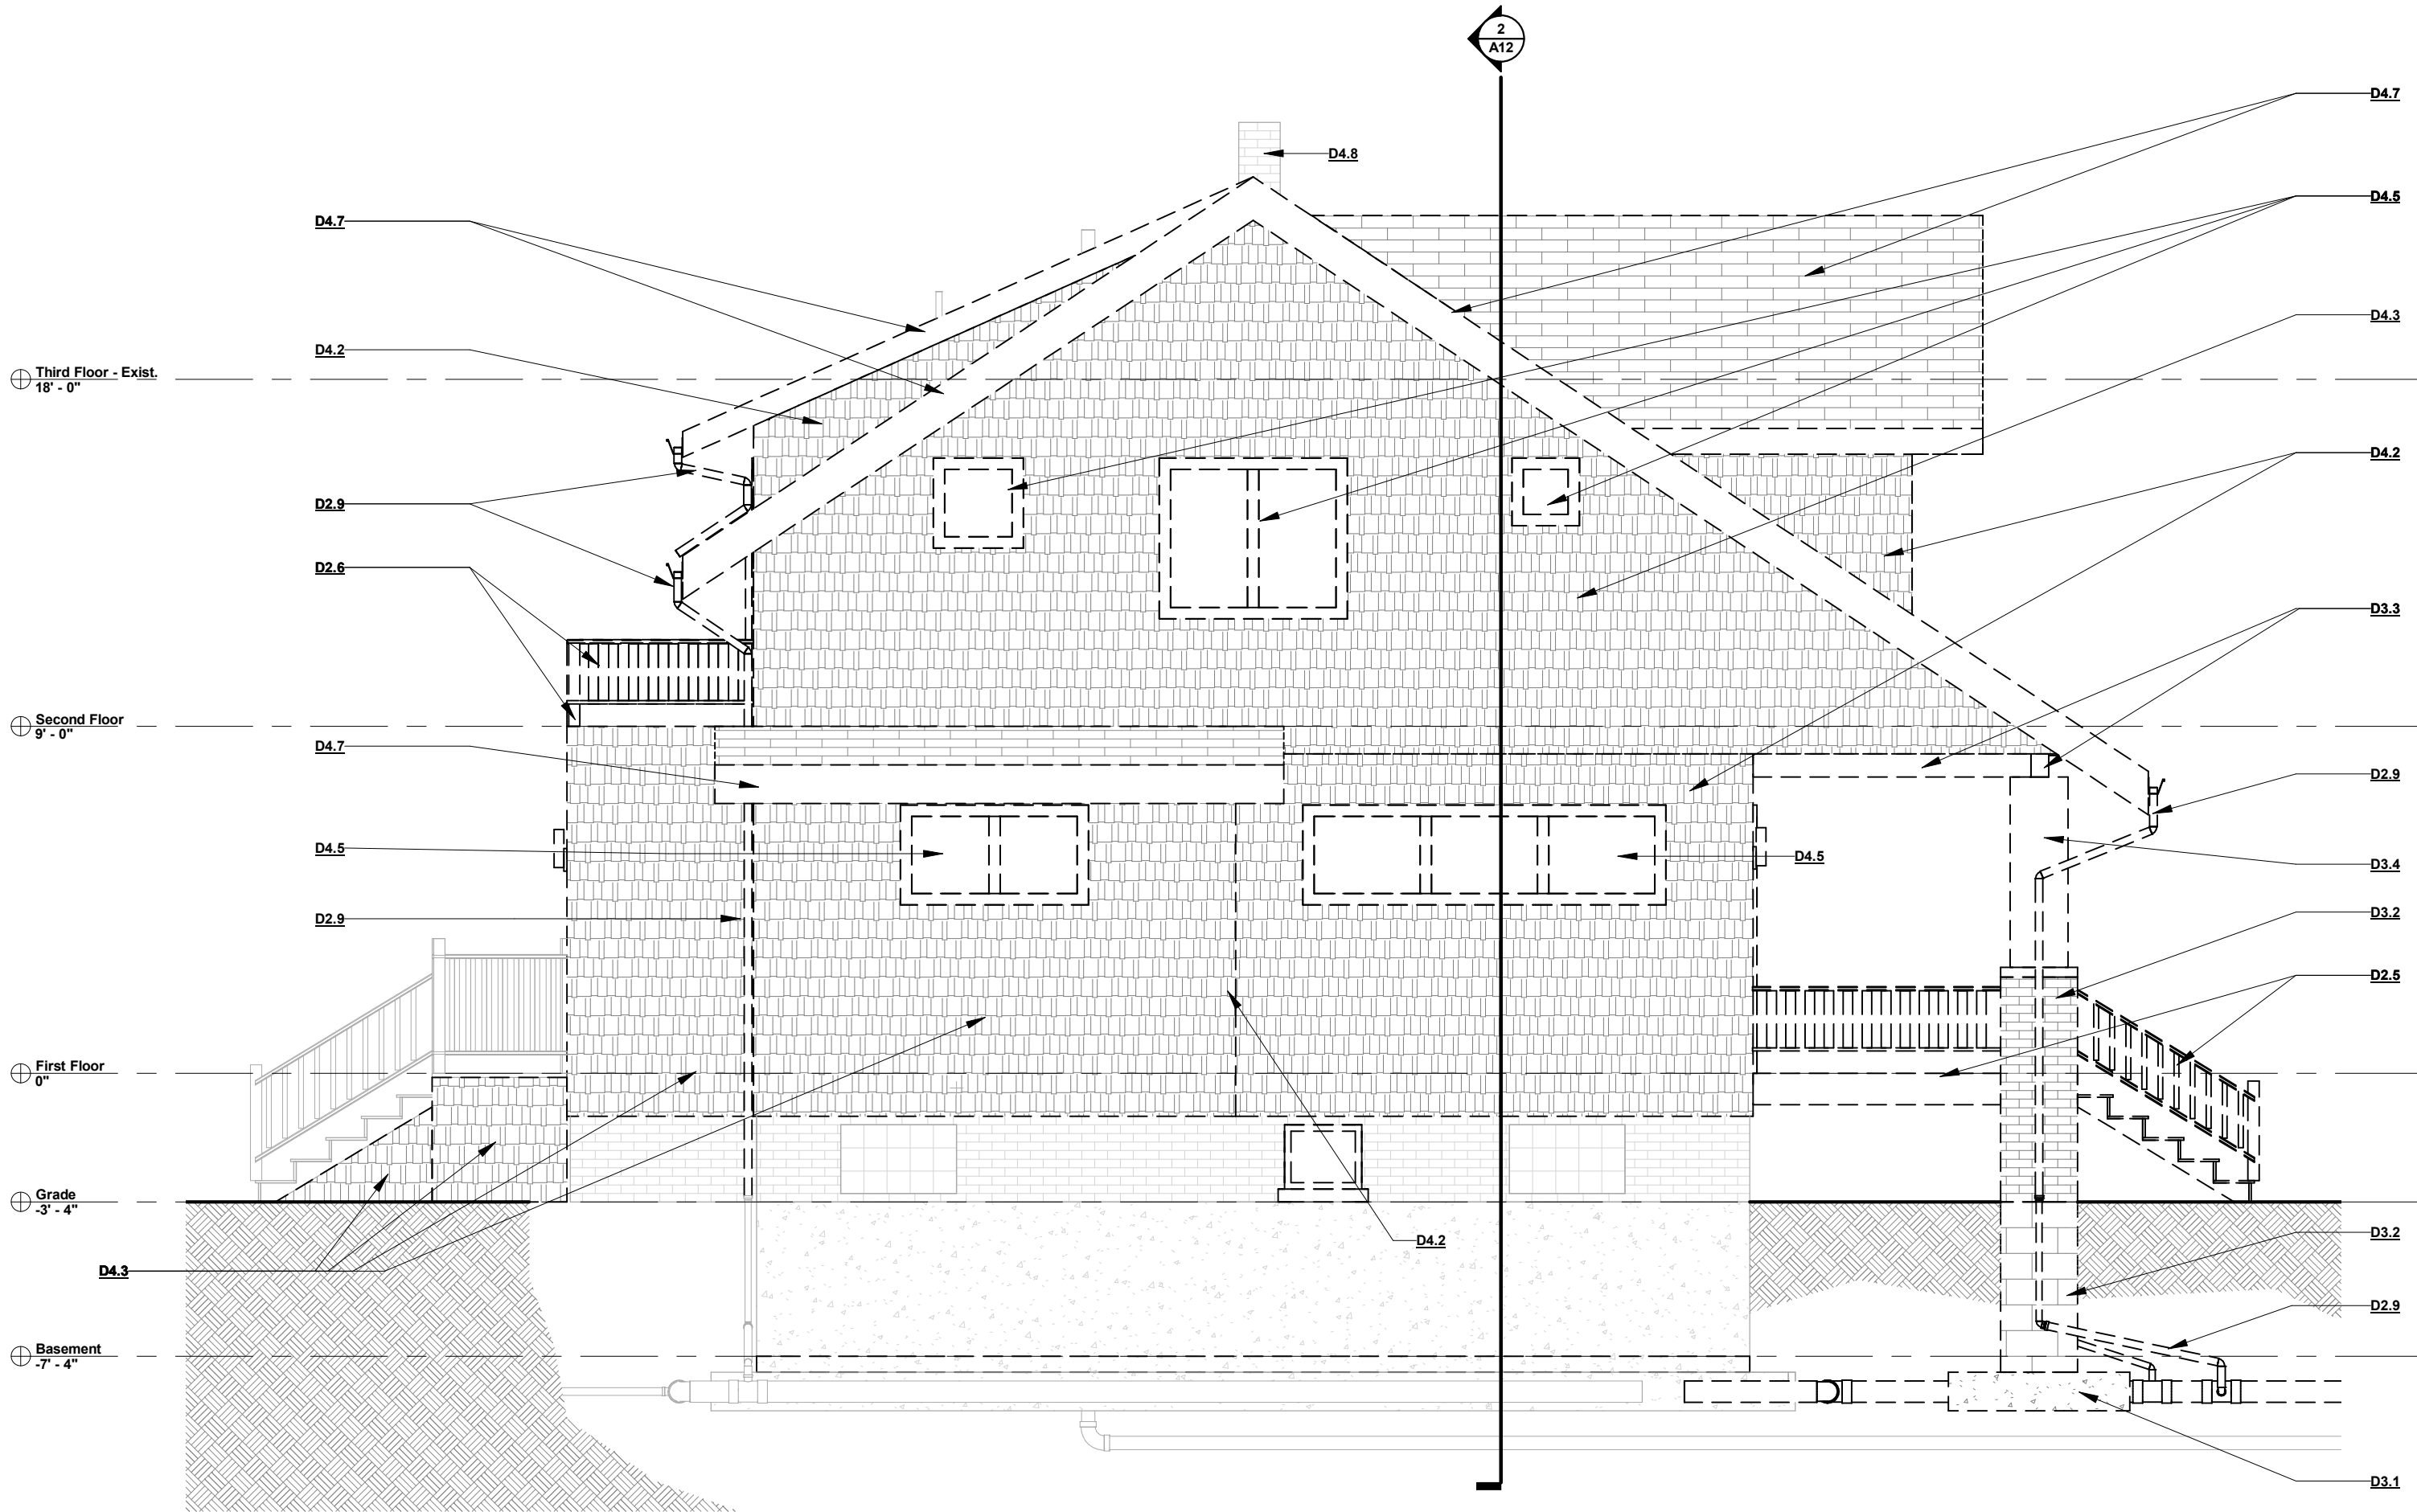 2
A12
D4.7
D4.8
D4.5
D4.7
D4.3
D4.2
Third Floor - Exist.
18' - 0"
D4.2
D2.9
D2.6
D3.3
Second Floor
9' - 0"
D4.7
D2.9
D4.5
D4.5
D3.4
D2.9
D3.2
D2.5
First Floor
0"
Grade
-3' - 4"
D3.2
D4.2
D4.3
D2.9
Basement
-7' - 4"
D3.1